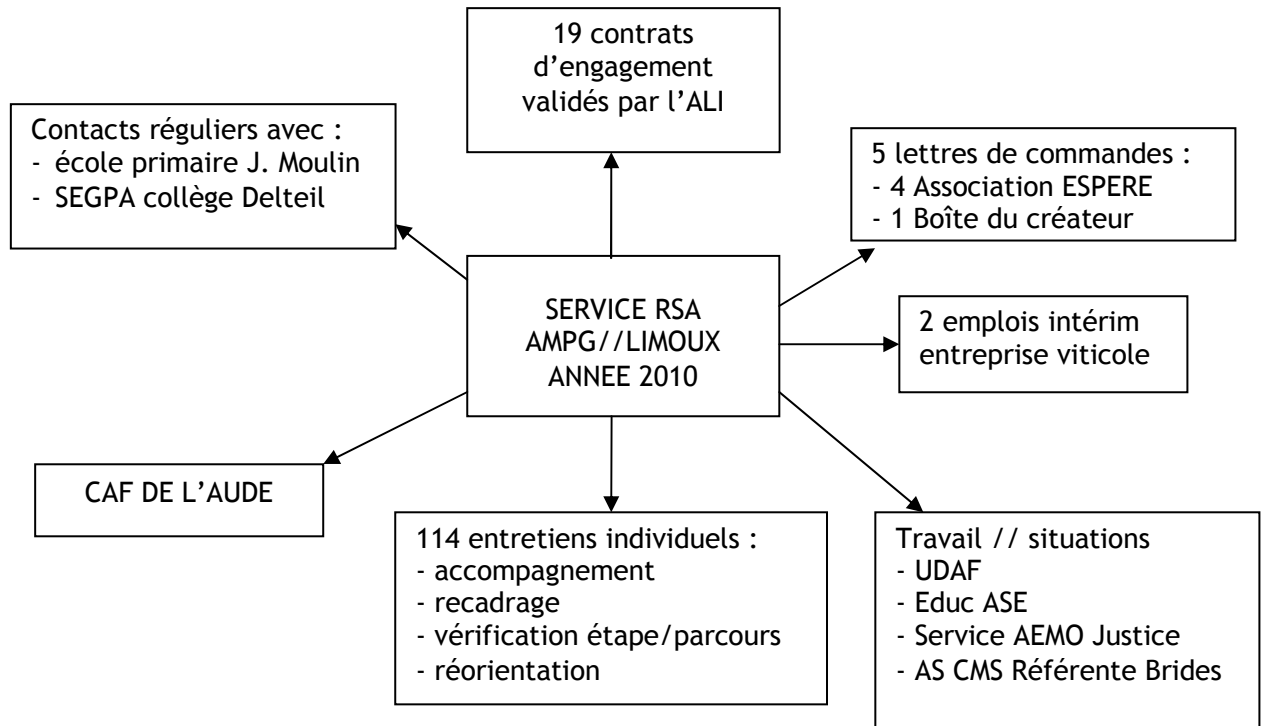 19 contrats
d’engagement
validés par l’ALI
Contacts réguliers avec :
- école primaire J. Moulin
- SEGPA collège Delteil
5 lettres de commandes :
- 4 Association ESPERE
- 1 Boîte du créateur
SERVICE RSA
AMPG//LIMOUX
ANNEE 2010
2 emplois intérim
entreprise viticole
CAF DE L’AUDE
114 entretiens individuels :
- accompagnement
- recadrage
- vérification étape/parcours
- réorientation
Travail // situations
- UDAF
- Educ ASE
- Service AEMO Justice
- AS CMS Référente Brides